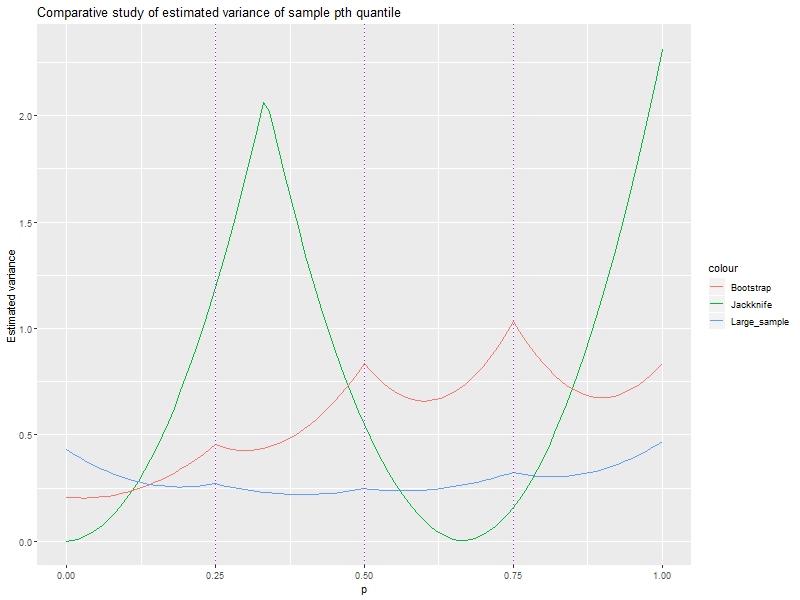 Comparative study of estimated variance of sample pth quantile
Estimated variance
2.0
1.5
1.0
0.5
0.0
0.00
0.25
0.50
0.75
1.00
p
colour
Bootstrap
Jackknife
Large_sample